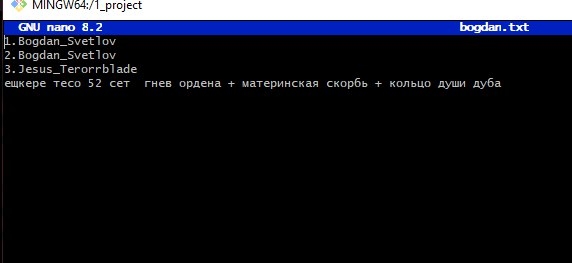 MINGW64:/1_project
GNU nano 8.2 bogdan.txt
1.Bogdan_Svetlov
2.Bogdan_Svetlov
3.Jesus_Terorrblade
ещкере тесо 52 сет  гнев ордена + материнская скорбь + кольцо души дуба